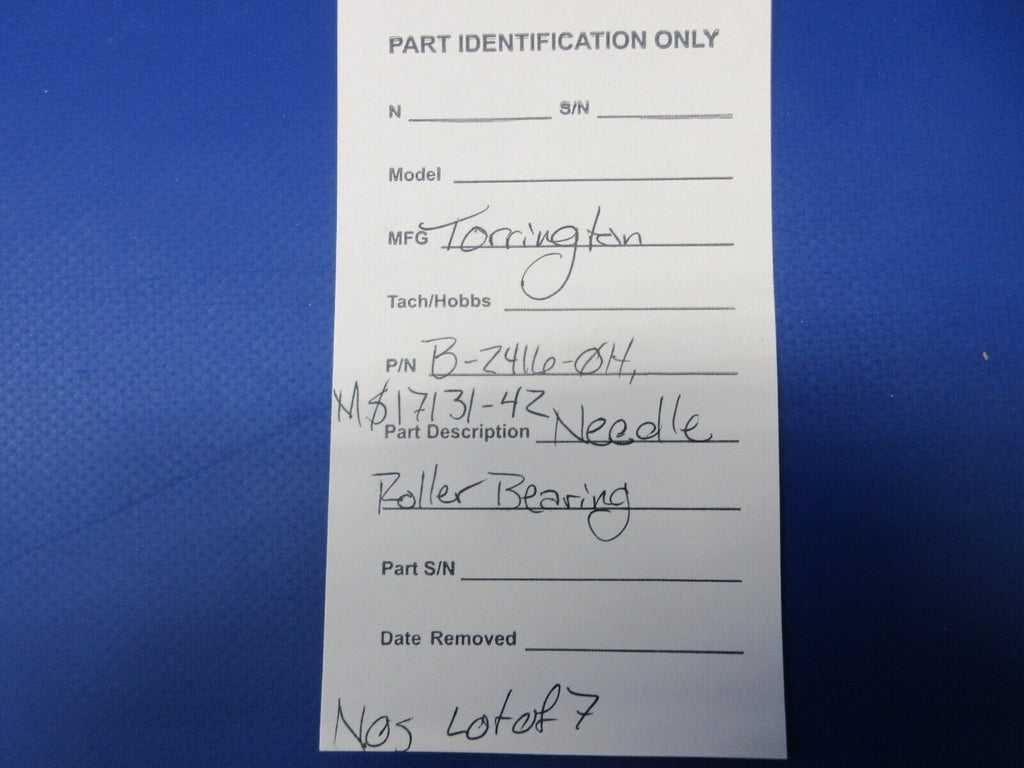 PART IDENTIFICATION ONLY
N S/N
Model
MFG Torrington
Tach/Hobbs
P/N B-2416-OH,
MS17131-42
Part Description Needle
Roller Bearing
Part S/N
Date Removed
NOS Lot of 7